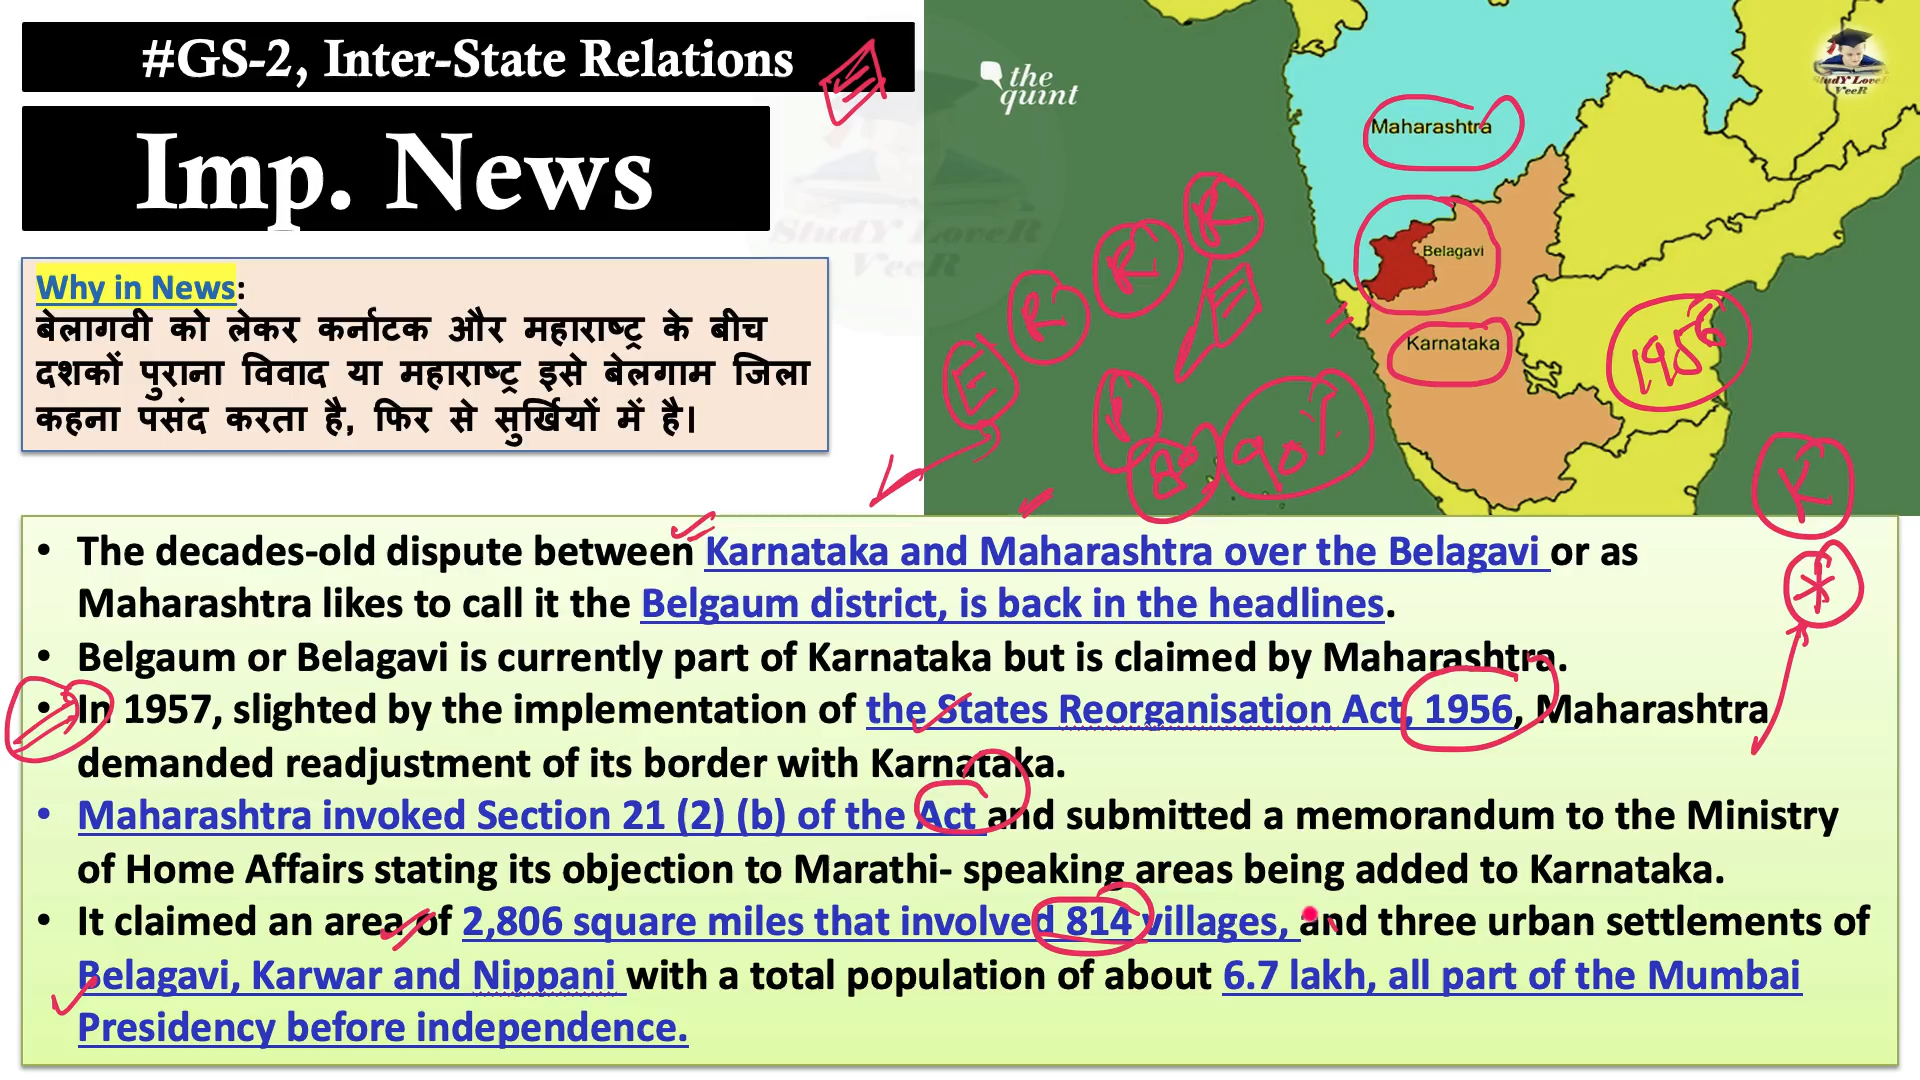 #GS-2, Inter-State Relations
Imp. News
Why in News:
बेलागवी को लेकर कर्नाटक और महाराष्ट्र के बीच
दशकों पुराना विवाद या महाराष्ट्र इसे बेलगाम जिला
कहना पसंद करता है, फिर से सुर्खियों में है।
the
quint
Maharashtra
Belagavi
Karnataka
StudY LoveR
VeeR
StudY LoveR
VeeR
R
R
R
E
1956
90%
K
• The decades-old dispute between Karnataka and Maharashtra over the Belagavi or as
Maharashtra likes to call it the Belgaum district, is back in the headlines.
• Belgaum or Belagavi is currently part of Karnataka but is claimed by Maharashtra.
• In 1957, slighted by the implementation of the States Reorganisation Act, 1956, Maharashtra
demanded readjustment of its border with Karnataka.
• Maharashtra invoked Section 21 (2) (b) of the Act and submitted a memorandum to the Ministry
of Home Affairs stating its objection to Marathi- speaking areas being added to Karnataka.
• It claimed an area of 2,806 square miles that involved 814 villages, and three urban settlements of
Belagavi, Karwar and Nippani with a total population of about 6.7 lakh, all part of the Mumbai
Presidency before independence.